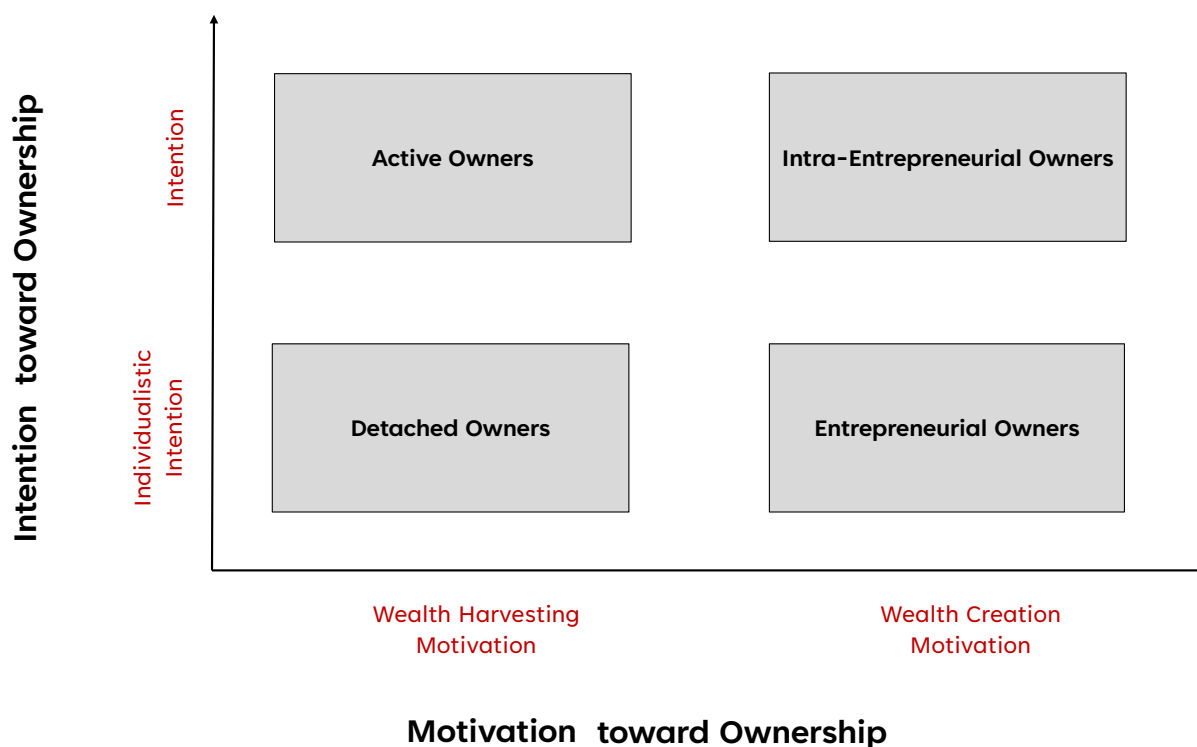 Intention toward Ownership
Intention
Active Owners
Intra-Entrepreneurial Owners
Individualistic
Intention
Detached Owners
Entrepreneurial Owners
Wealth Harvesting
Motivation
Wealth Creation
Motivation
Motivation toward Ownership